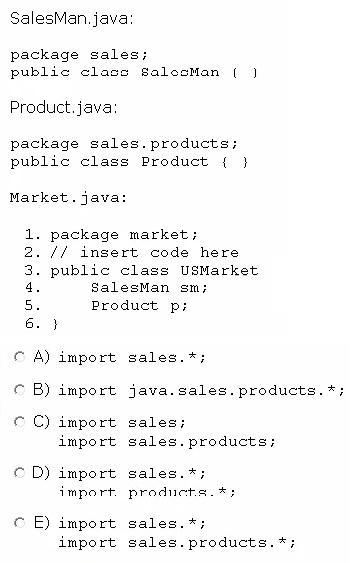 SalesMan.java:
package sales;
public class SalesMan { }
Product.java:
package sales.products;
public class Product { }
Market.java:
1. package market;
2. // insert code here
3. public class USMarket
4. SalesMan sm;
5. Product p;
6. }
A) import sales.*;
B) import java.sales.products.*;
C) import sales;
import sales.products;
D) import sales.*;
import products.*;
E) import sales.*;
import sales.products.*;